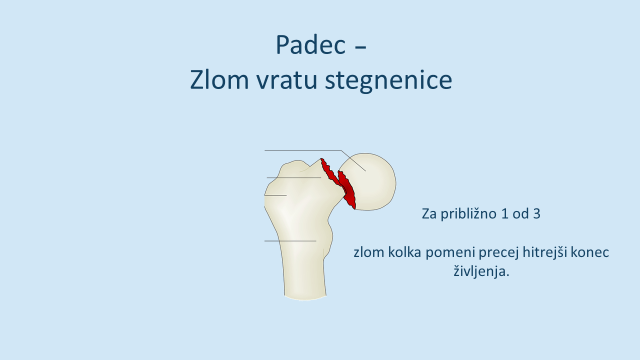 Padec –
Zlom vratu stegnenice
Za približno 1 od 3
zlom kolka pomeni precej hitrejši konec
življenja.